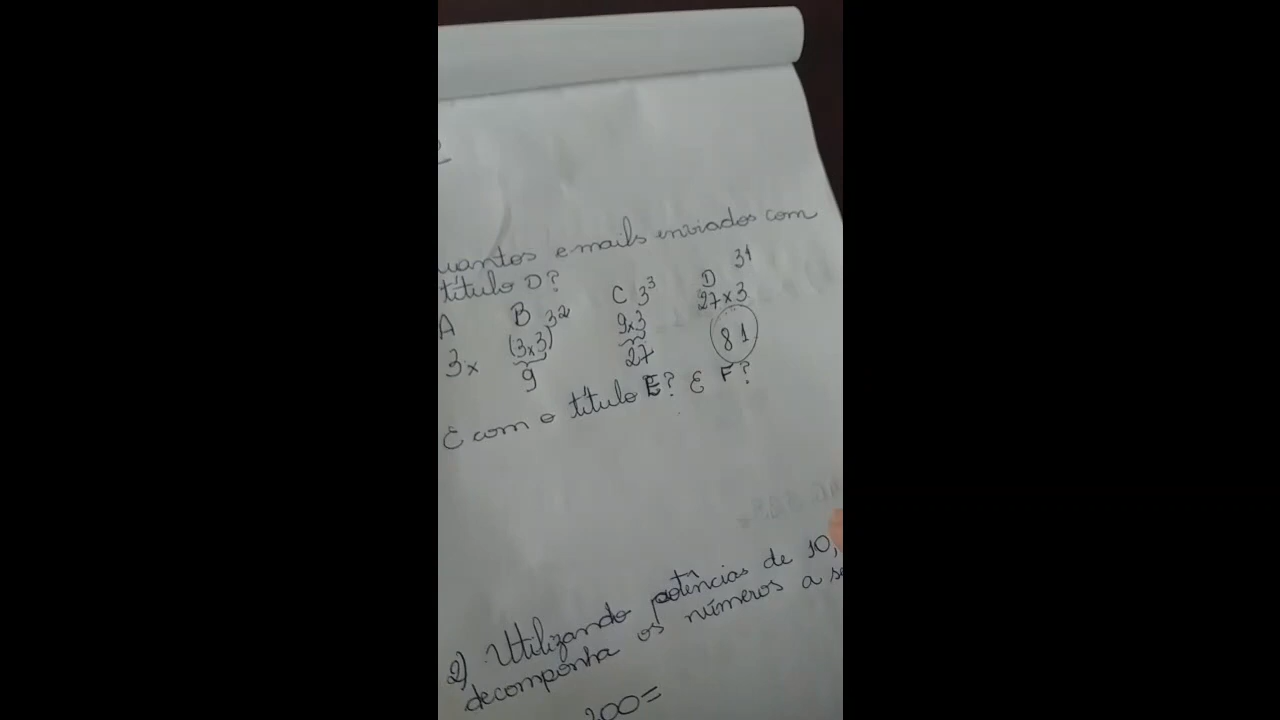 uantos e-mails enviados com
título D?
A B 3² C 3³ D 3⁴
3x (3x3) 9x3 27x3
9 27 81
E com o título E? E F?
2) Utilizando potências de 10,
decomponha os números a se
200=